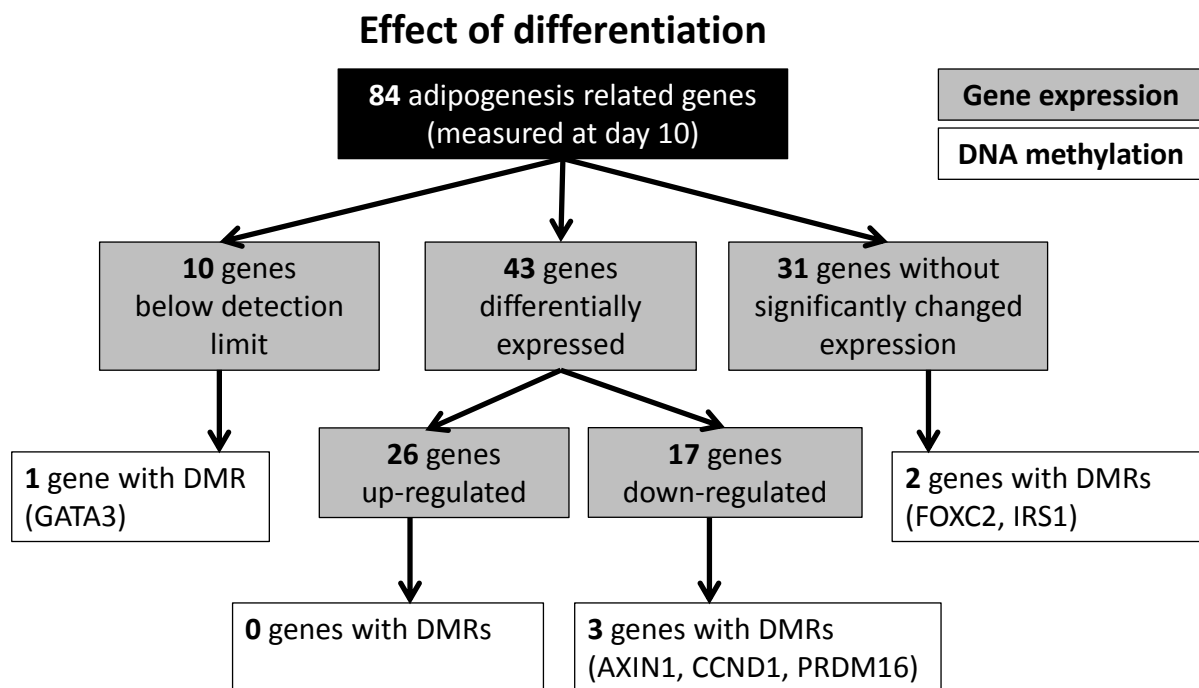 Effect of differentiation
84 adipogenesis related genes
(measured at day 10)
Gene expression
DNA methylation
10 genes
below detection
limit
43 genes
differentially
expressed
31 genes without
significantly changed
expression
1 gene with DMR
(GATA3)
26 genes
up-regulated
17 genes
down-regulated
2 genes with DMRs
(FOXC2, IRS1)
0 genes with DMRs
3 genes with DMRs
(AXIN1, CCND1, PRDM16)